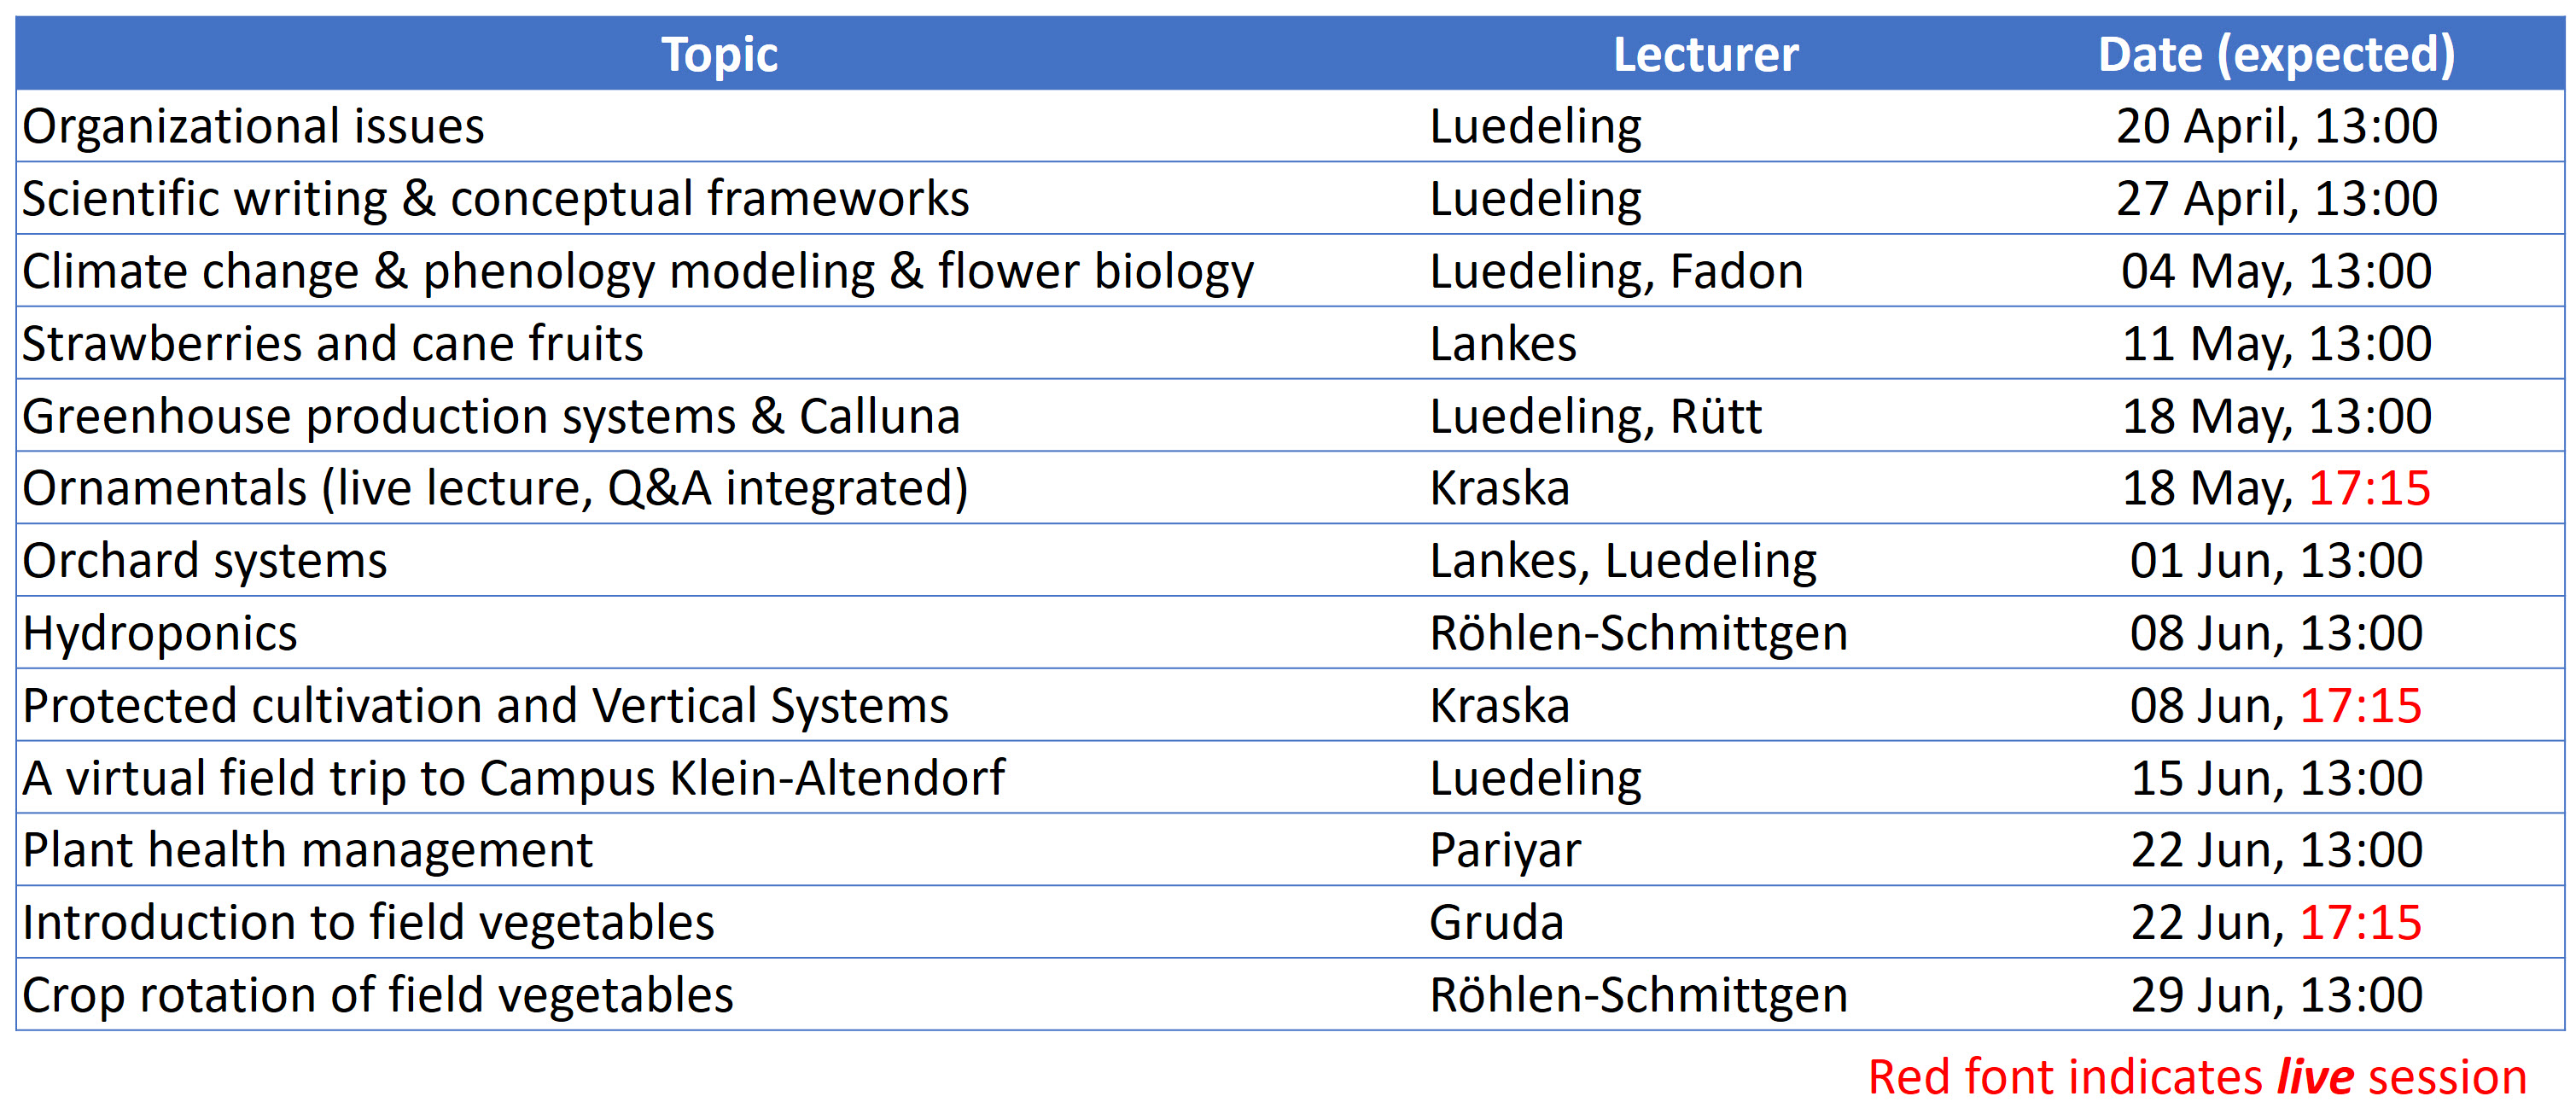 Topic Lecturer Date (expected)
Organizational issues Luedeling 20 April, 13:00
Scientific writing & conceptual frameworks Luedeling 27 April, 13:00
Climate change & phenology modeling & flower biology Luedeling, Fadon 04 May, 13:00
Strawberries and cane fruits Lankes 11 May, 13:00
Greenhouse production systems & Calluna Luedeling, Rütt 18 May, 13:00
Ornamentals (live lecture, Q&A integrated) Kraska 18 May, 17:15
Orchard systems Lankes, Luedeling 01 Jun, 13:00
Hydroponics Röhlen-Schmittgen 08 Jun, 13:00
Protected cultivation and Vertical Systems Kraska 08 Jun, 17:15
A virtual field trip to Campus Klein-Altendorf Luedeling 15 Jun, 13:00
Plant health management Pariyar 22 Jun, 13:00
Introduction to field vegetables Gruda 22 Jun, 17:15
Crop rotation of field vegetables Röhlen-Schmittgen 29 Jun, 13:00
Red font indicates live session